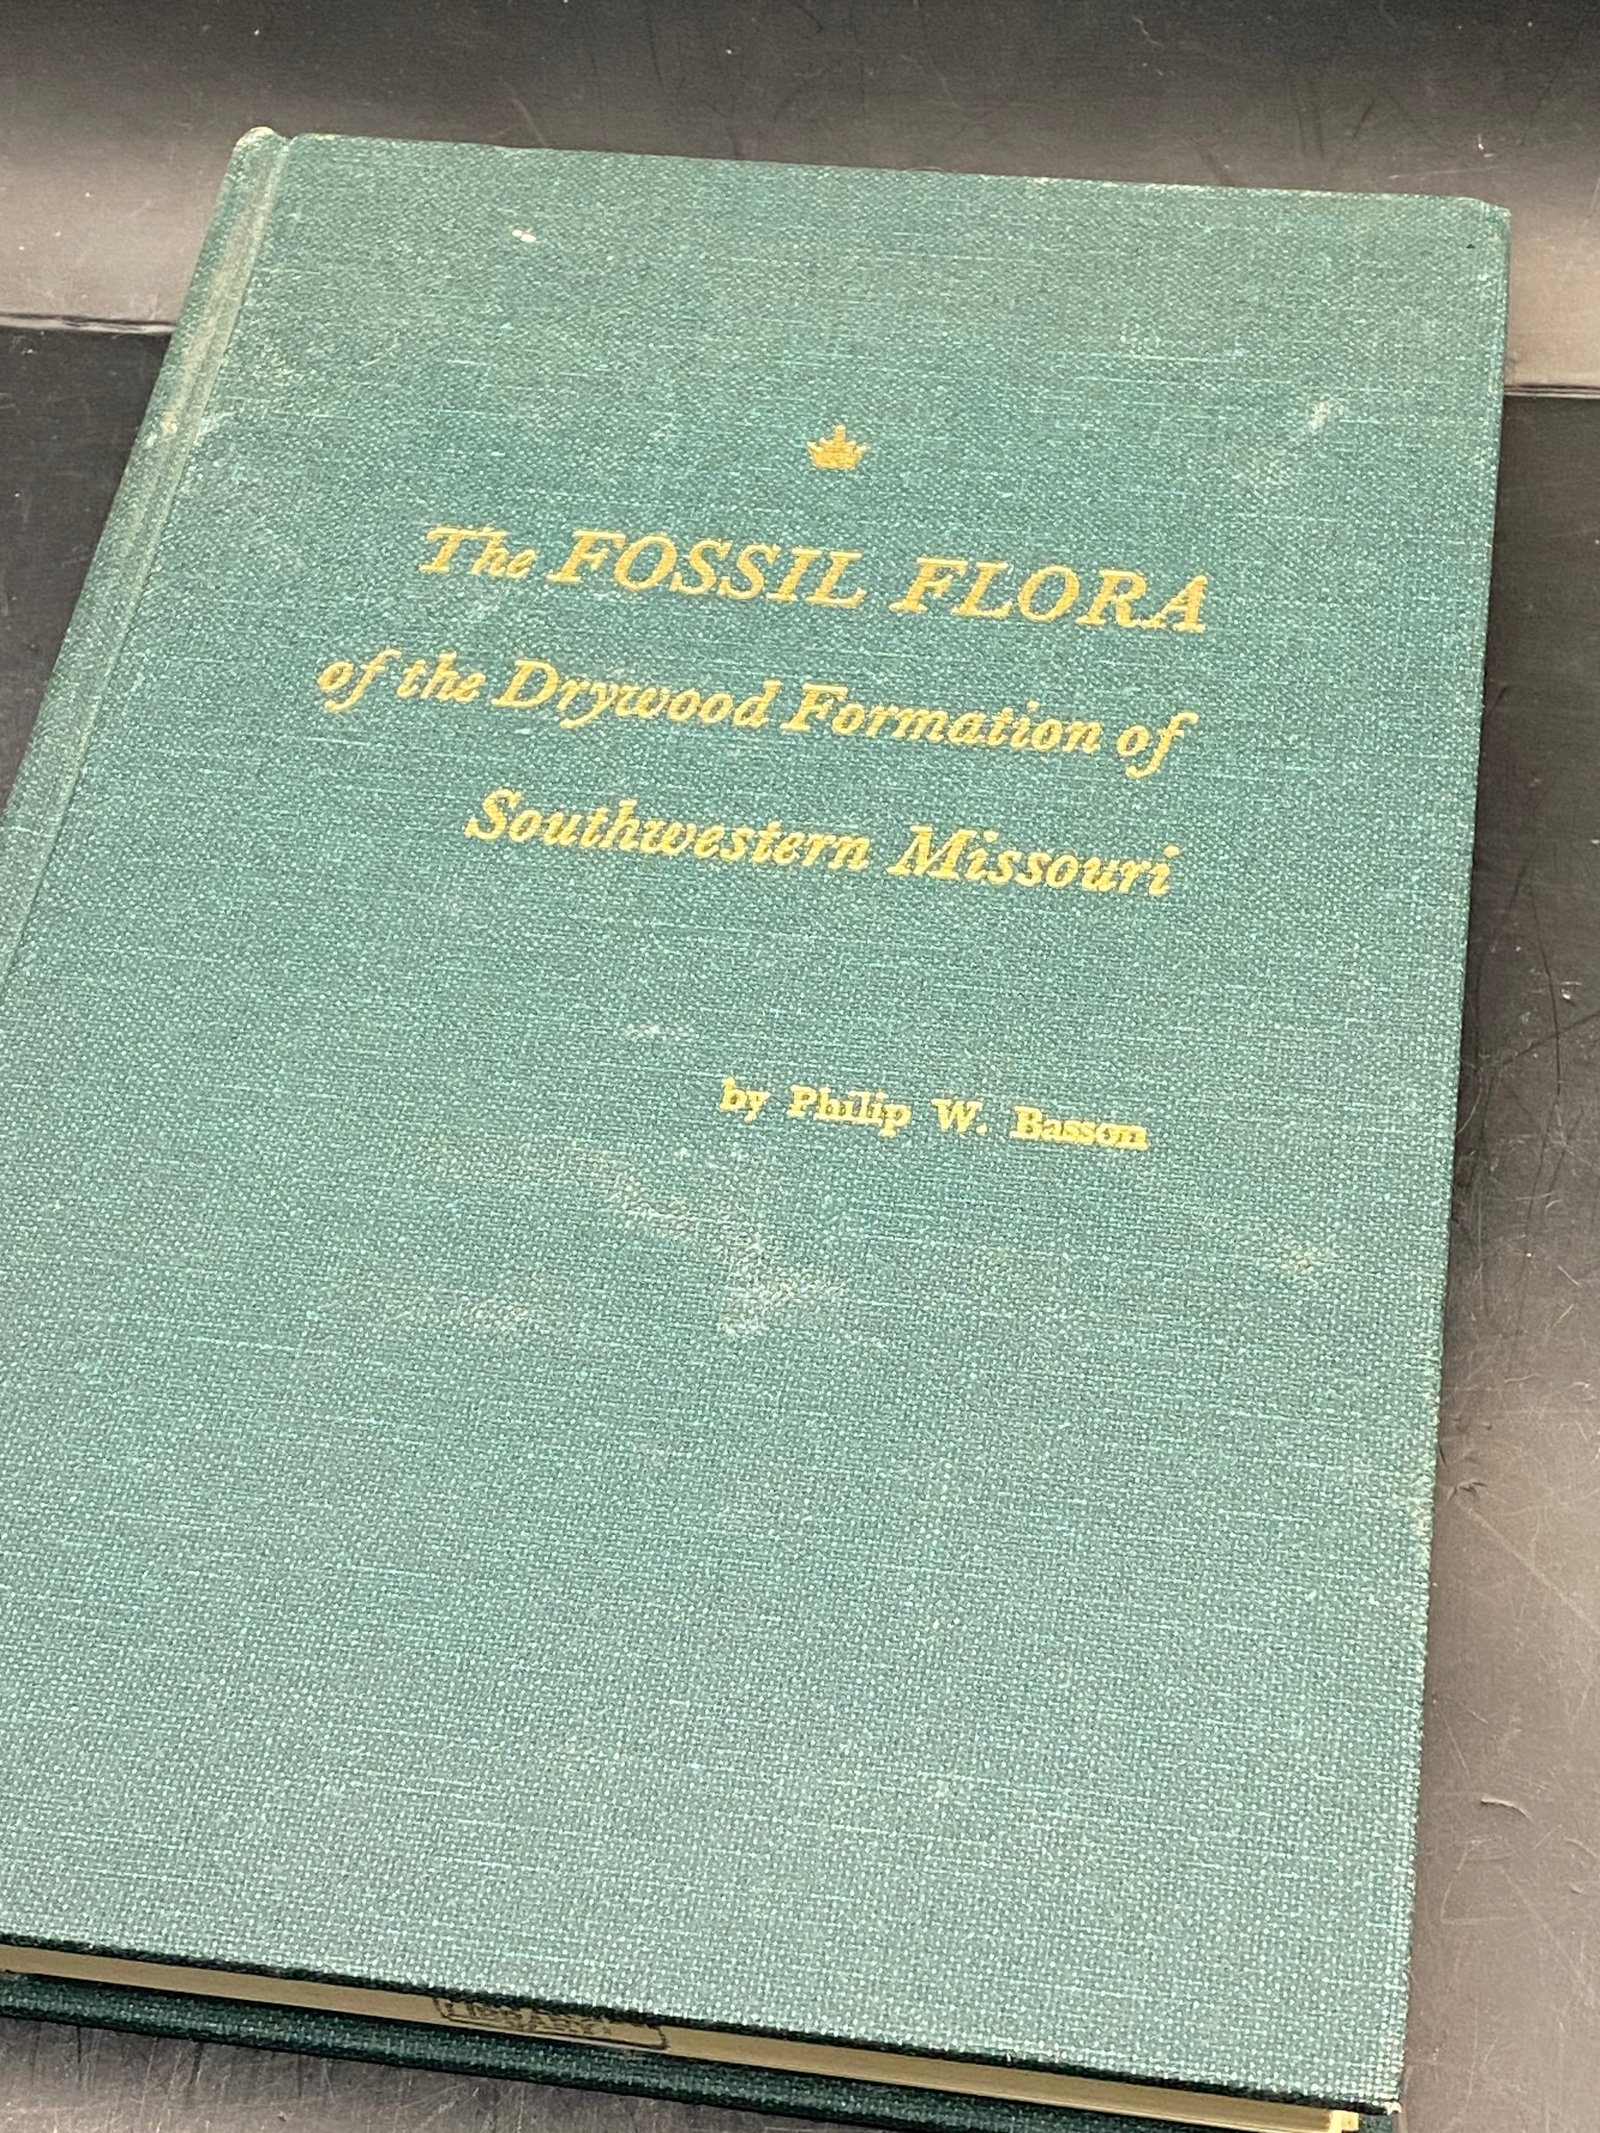 The FOSSIL FLORA
of the Drywood Formation of
Southwestern Missouri
by Philip W. Basson